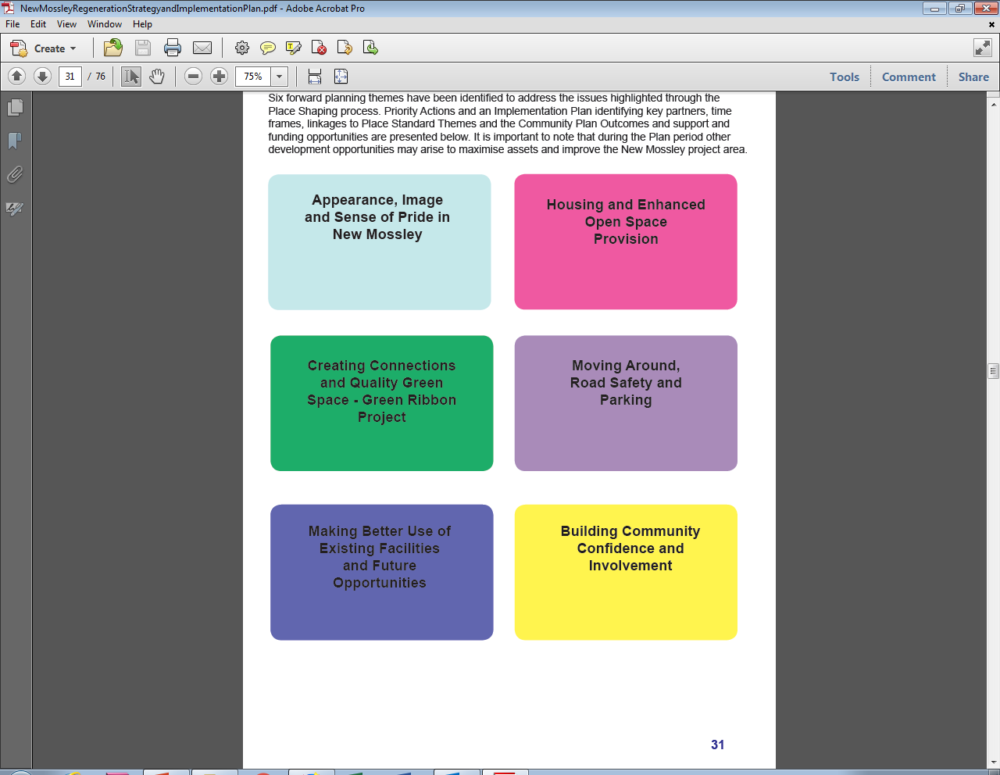 NewMossleyRegenerationStrategyandImplementationPlan.pdf - Adobe Acrobat Pro
File Edit View Window Help
Create
31 / 76 75% Tools Comment Share
Six forward planning themes have been identified to address the issues highlighted through the
Place Shaping process. Priority Actions and an Implementation Plan identifying key partners, time
frames, linkages to Place Standard Themes and the Community Plan Outcomes and support and
funding opportunities are presented below. It is important to note that during the Plan period other
development opportunities may arise to maximise assets and improve the New Mossley project area.
Appearance, Image
and Sense of Pride in
New Mossley
Housing and Enhanced
Open Space
Provision
Creating Connections
and Quality Green
Space - Green Ribbon
Project
Moving Around,
Road Safety and
Parking
Making Better Use of
Existing Facilities
and Future
Opportunities
Building Community
Confidence and
Involvement
31